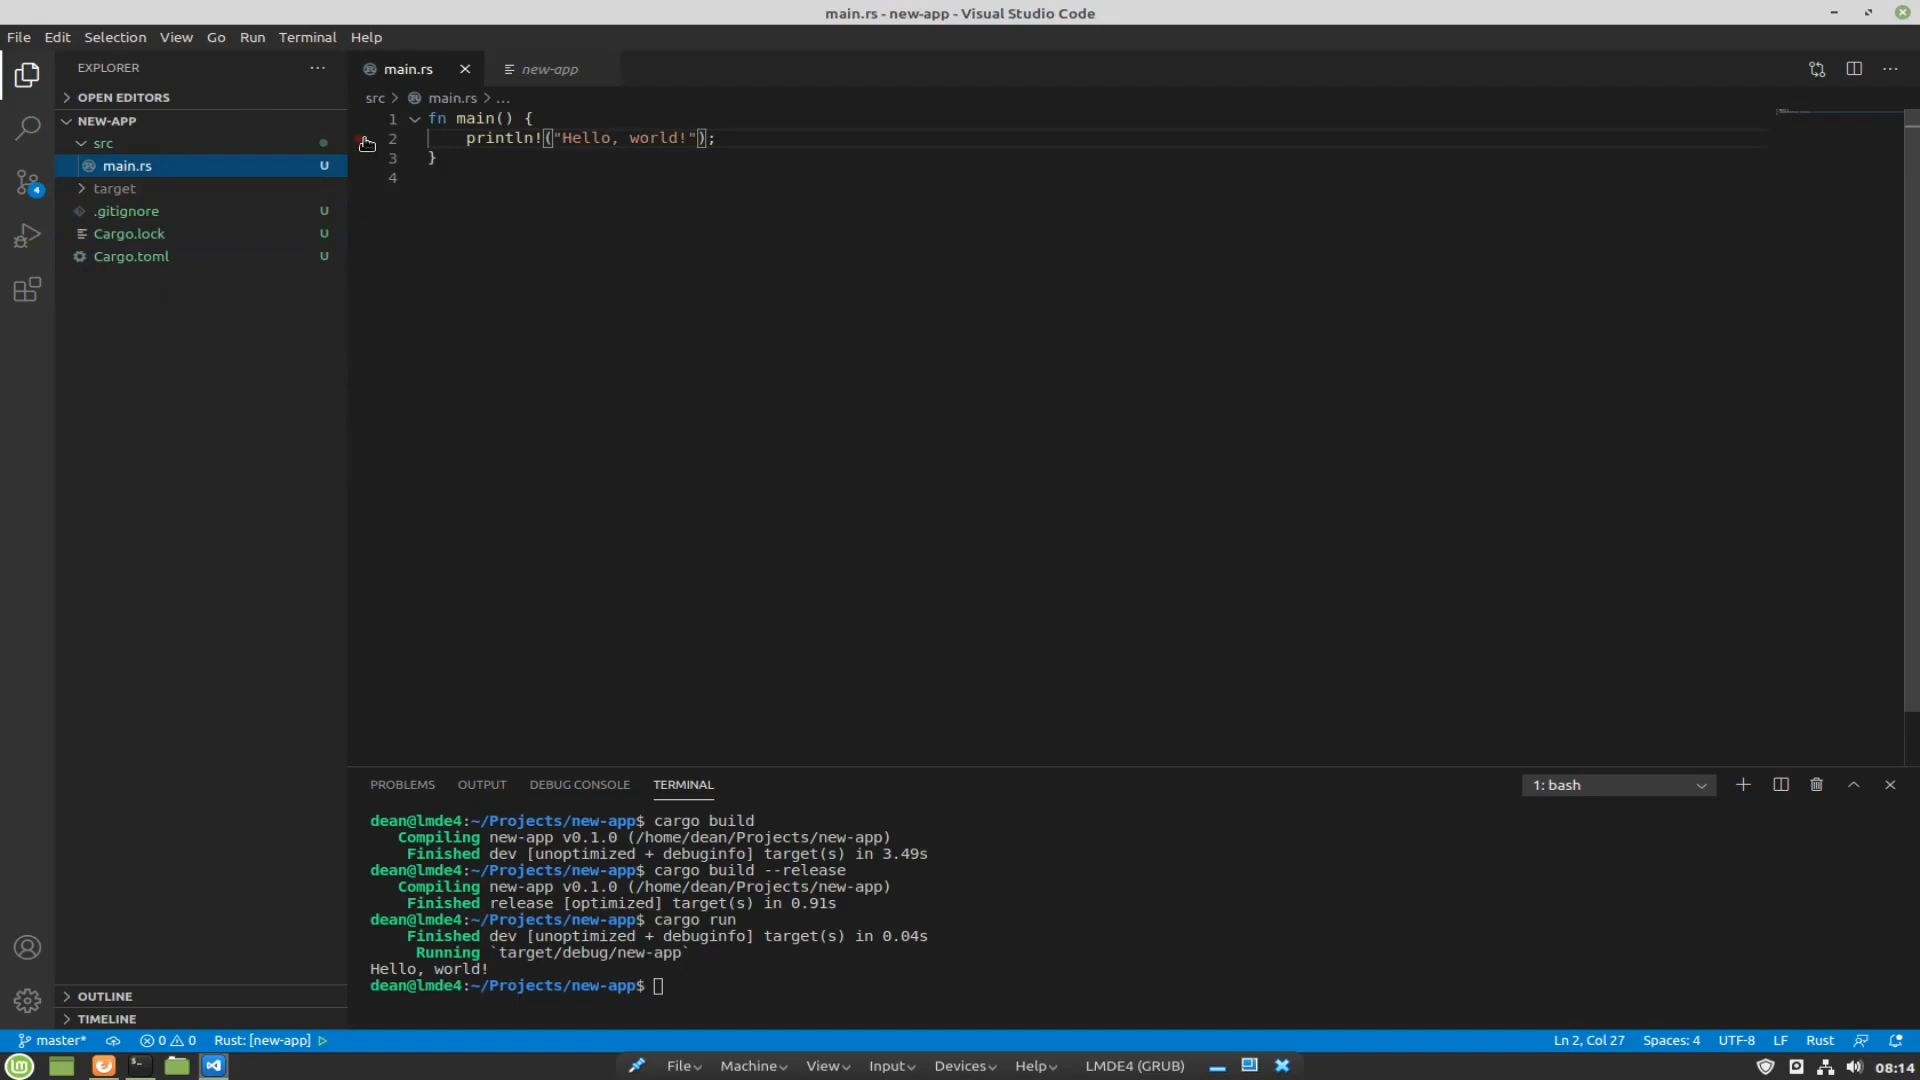 main.rs - new-app - Visual Studio Code
File Edit Selection View Go Run Terminal Help
EXPLORER
main.rs
new-app
OPEN EDITORS
src > main.rs > ...
NEW-APP
1 fn main() {
src
2 println!("Hello, world!");
main.rs U
3 }
target
4
.gitignore U
Cargo.lock U
Cargo.toml U
4
PROBLEMS OUTPUT DEBUG CONSOLE TERMINAL
1: bash
dean@lmde4:~/Projects/new-app$ cargo build
Compiling new-app v0.1.0 (/home/dean/Projects/new-app)
Finished dev [unoptimized + debuginfo] target(s) in 3.49s
dean@lmde4:~/Projects/new-app$ cargo build --release
Compiling new-app v0.1.0 (/home/dean/Projects/new-app)
Finished release [optimized] target(s) in 0.91s
dean@lmde4:~/Projects/new-app$ cargo run
Finished dev [unoptimized + debuginfo] target(s) in 0.04s
Running `target/debug/new-app`
Hello, world!
dean@lmde4:~/Projects/new-app$
OUTLINE
TIMELINE
master* 0 0 Rust: [new-app] Ln 2, Col 27 Spaces: 4 UTF-8 LF Rust
File Machine View Input Devices Help LMDE4 (GRUB) 08:14